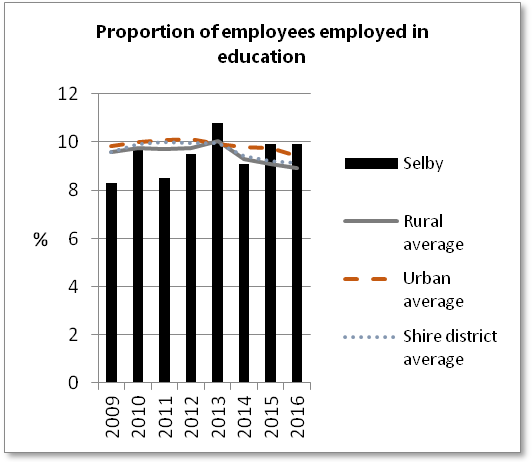 Proportion of employees employed in
education
12
10
8
6
4
2
0
%
2009
2010
2011
2012
2013
2014
2015
2016
Selby
Rural
average
Urban
average
Shire district
average